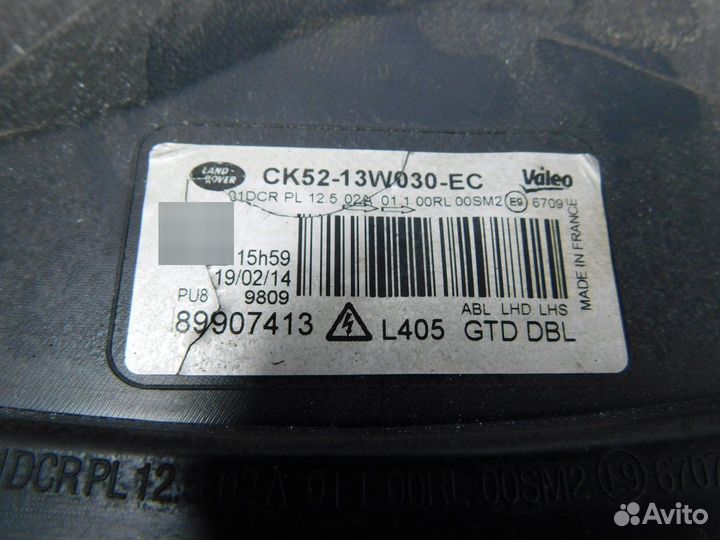 LAND-ROVER
CK52-13W030-EC
Valeo
01DCR PL 12.5 02A 01 1 00RL 00SM2 E9 6709
15h59
19/02/14
PU8 9809
ABL LHD LHS
MADE IN FRANCE
89907413 L405 GTD DBL
DCR PL 12.5 02A 01 1 00RL 00SM2 E9 6707
Avito